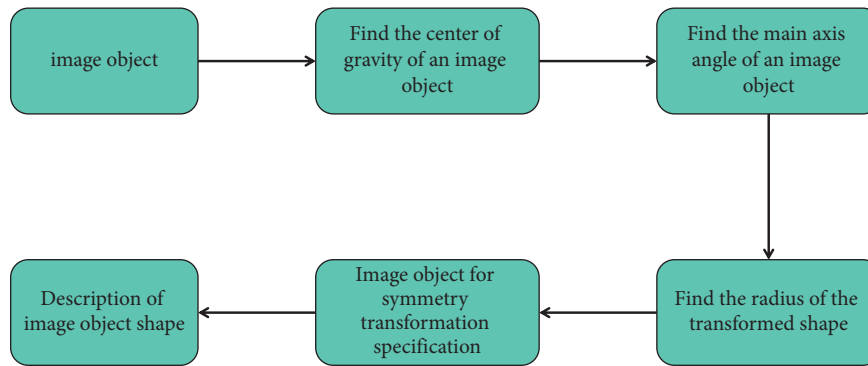 image object
Find the center of
gravity of an image
object
Find the main axis
angle of an image
object
Find the radius of the
transformed shape
Image object for
symmetry
transformation
specification
Description of
image object shape